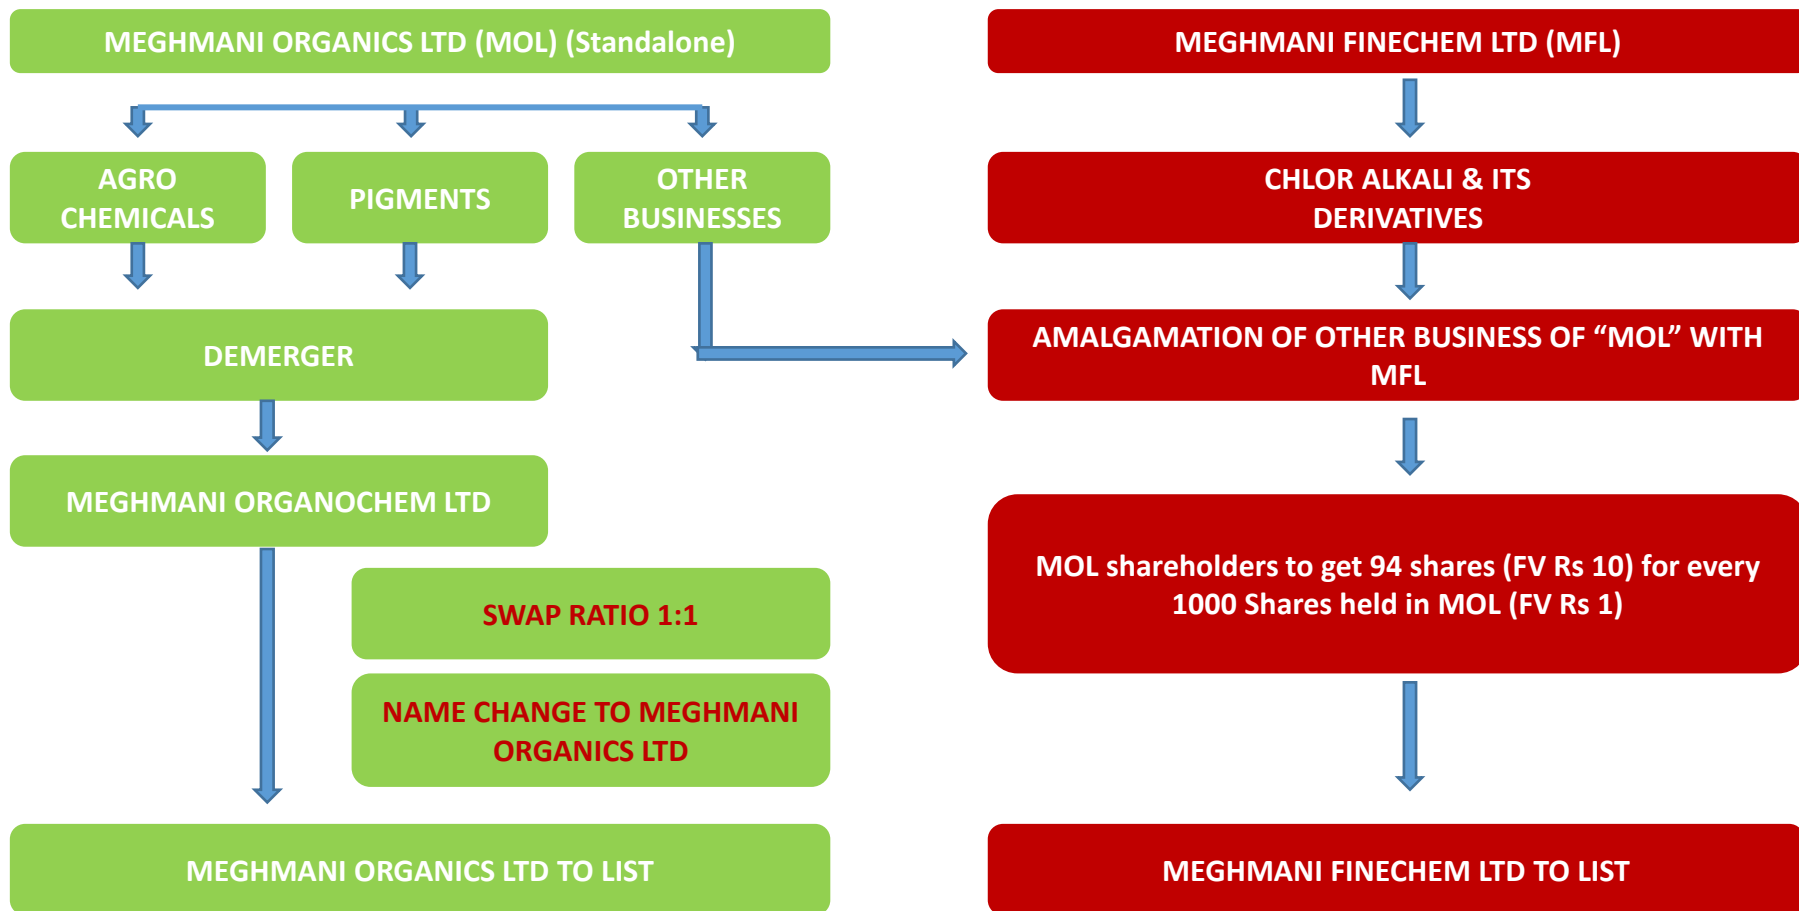 MEGHMANI ORGANICS LTD (MOL) (Standalone)
MEGHMANI FINECHEM LTD (MFL)
AGRO
CHEMICALS
PIGMENTS
OTHER
BUSINESSES
CHLOR ALKALI & ITS
DERIVATIVES
DEMERGER
AMALGAMATION OF OTHER BUSINESS OF “MOL” WITH
MFL
MEGHMANI ORGANOCHEM LTD
SWAP RATIO 1:1
MOL shareholders to get 94 shares (FV Rs 10) for every
1000 Shares held in MOL (FV Rs 1)
NAME CHANGE TO MEGHMANI
ORGANICS LTD
MEGHMANI ORGANICS LTD TO LIST
MEGHMANI FINECHEM LTD TO LIST